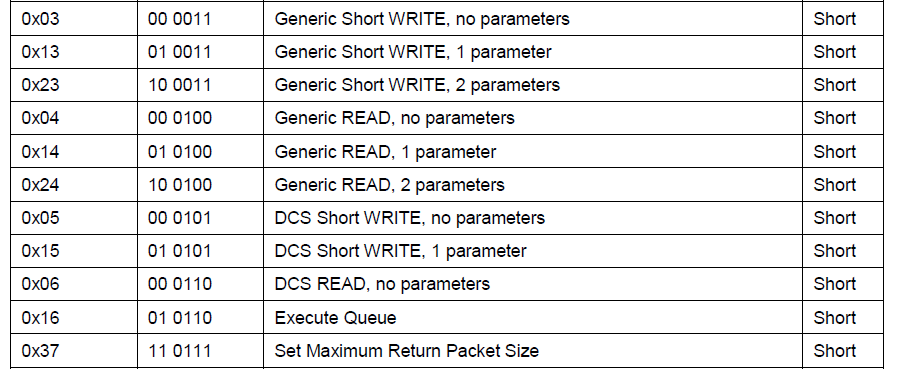 0x03 00 0011 Generic Short WRITE, no parameters Short
0x13 01 0011 Generic Short WRITE, 1 parameter Short
0x23 10 0011 Generic Short WRITE, 2 parameters Short
0x04 00 0100 Generic READ, no parameters Short
0x14 01 0100 Generic READ, 1 parameter Short
0x24 10 0100 Generic READ, 2 parameters Short
0x05 00 0101 DCS Short WRITE, no parameters Short
0x15 01 0101 DCS Short WRITE, 1 parameter Short
0x06 00 0110 DCS READ, no parameters Short
0x16 01 0110 Execute Queue Short
0x37 11 0111 Set Maximum Return Packet Size Short